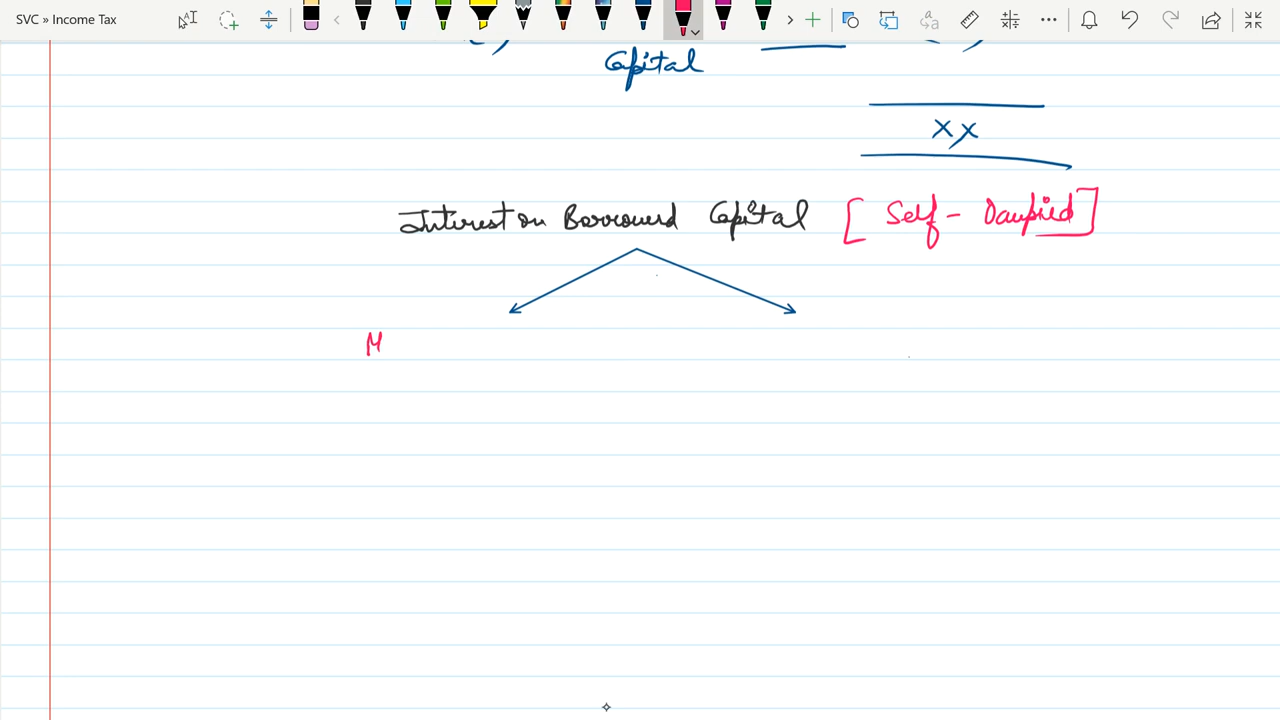 SVC » Income Tax
Capital
XX
Interest on Borrowed Capital [Self - Occupied]
M